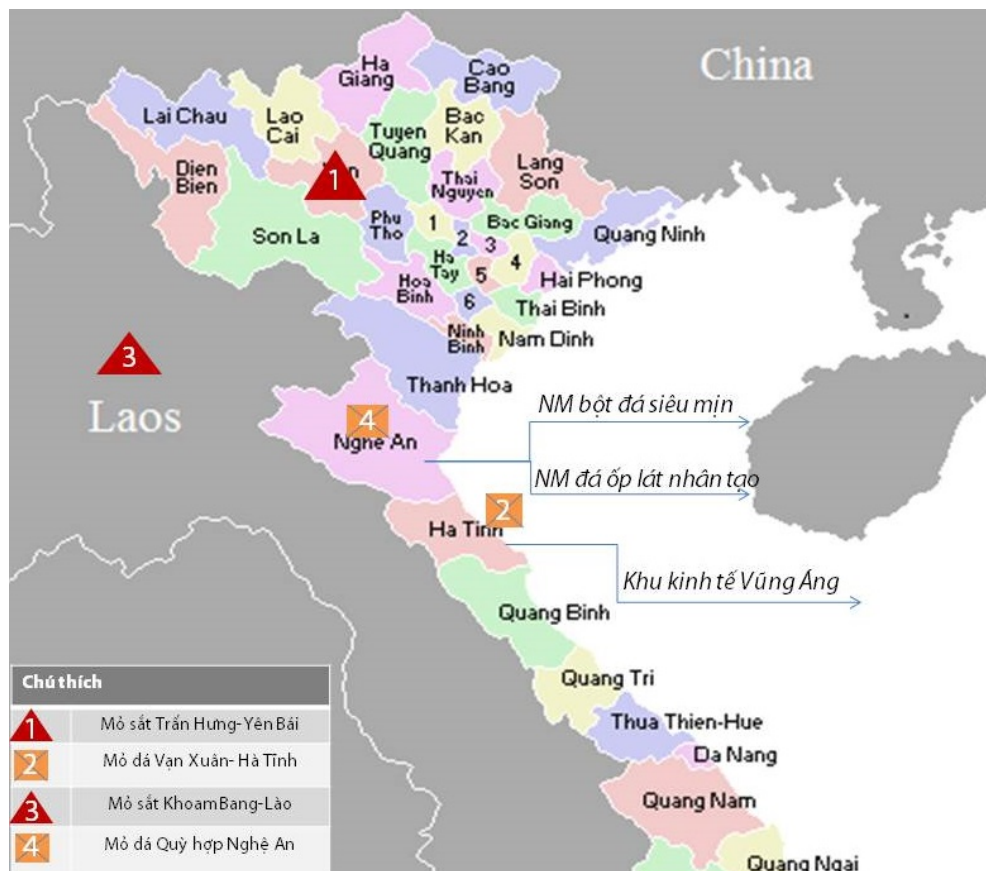 China
Ha
Giang
Cao
Bang
Lai Chau
Lao
Cai
Tuyen
Quang
Bac
Kan
Lang
Son
Dien
Bien
1
Thai
Nguyen
Phu
Tho
1
2
3
4
5
6
Bac Giang
Quang Ninh
Son La
Ha
Tay
Hoa
Binh
Hai Phong
Thai Binh
Ninh
Binh
Nam Dinh
3
Laos
Thanh Hoa
NM bột đá siêu mịn
4
Nghe An
NM đá ốp lát nhân tạo
2
Ha Tinh
Khu kinh tế Vũng Áng
Quang Binh
Quang Tri
Thua Thien-Hue
Da Nang
Quang Nam
Quang Ngai
Chú thích
1 Mỏ sắt Trấn Hưng-Yên Bái
2 Mỏ đá Vạn Xuân- Hà Tĩnh
3 Mỏ sắt KhoamBang-Lào
4 Mỏ đá Quỳ hợp Nghệ An